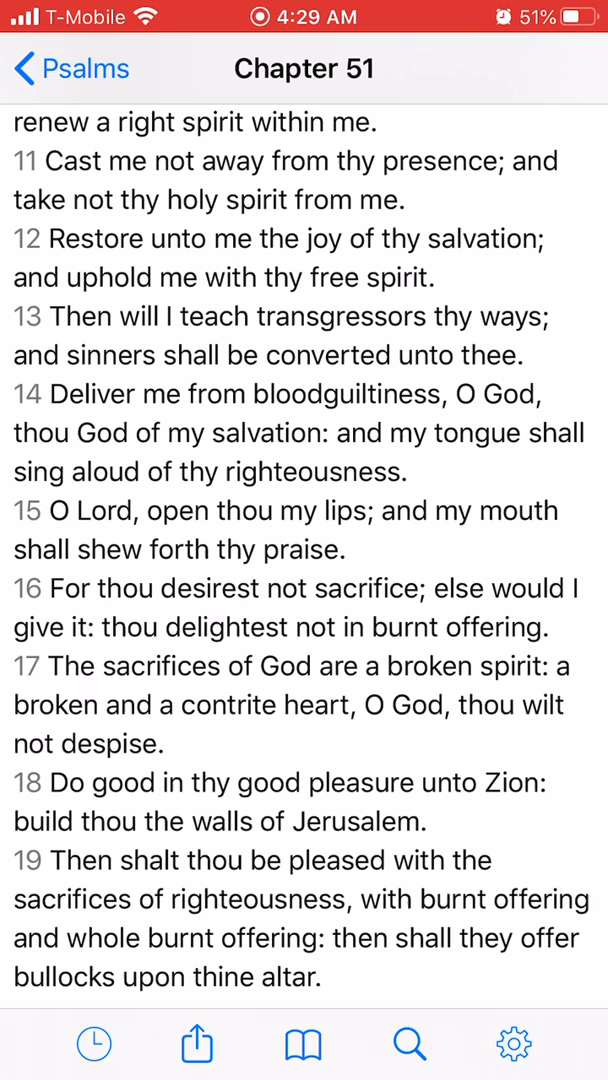 T-Mobile 4:29 AM 51%
Psalms Chapter 51
renew a right spirit within me.
11 Cast me not away from thy presence; and
take not thy holy spirit from me.
12 Restore unto me the joy of thy salvation;
and uphold me with thy free spirit.
13 Then will I teach transgressors thy ways;
and sinners shall be converted unto thee.
14 Deliver me from bloodguiltiness, O God,
thou God of my salvation: and my tongue shall
sing aloud of thy righteousness.
15 O Lord, open thou my lips; and my mouth
shall shew forth thy praise.
16 For thou desirest not sacrifice; else would I
give it: thou delightest not in burnt offering.
17 The sacrifices of God are a broken spirit: a
broken and a contrite heart, O God, thou wilt
not despise.
18 Do good in thy good pleasure unto Zion:
build thou the walls of Jerusalem.
19 Then shalt thou be pleased with the
sacrifices of righteousness, with burnt offering
and whole burnt offering: then shall they offer
bullocks upon thine altar.